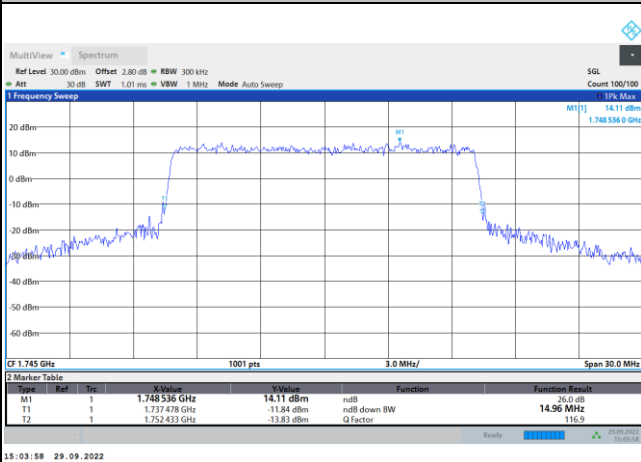 MultiView Spectrum
Ref Level 30.00 dBm Offset 2.80 dB RBW 300 kHz SGL
Att 30 dB SWT 1.01 ms VBW 1 MHz Mode Auto Sweep Count 100/100
1 Frequency Sweep 1Pk Max
M1[1] 14.11 dBm
1.748 536 0 GHz
M1
20 dBm
10 dBm
0 dBm
-10 dBm
T1 T2
-20 dBm
-30 dBm
-40 dBm
-50 dBm
-60 dBm
CF 1.745 GHz 1001 pts 3.0 MHz/ Span 30.0 MHz
2 Marker Table
Type Ref Trc X-Value Y-Value Function Function Result
M1 1 1.748 536 GHz 14.11 dBm ndB 26.0 dB
T1 1 1.737 478 GHz -11.84 dBm ndB down BW 14.96 MHz
T2 1 1.752 433 GHz -13.83 dBm Q Factor 116.9
Ready 29.09.2022
15:03:58
15:03:58 29.09.2022